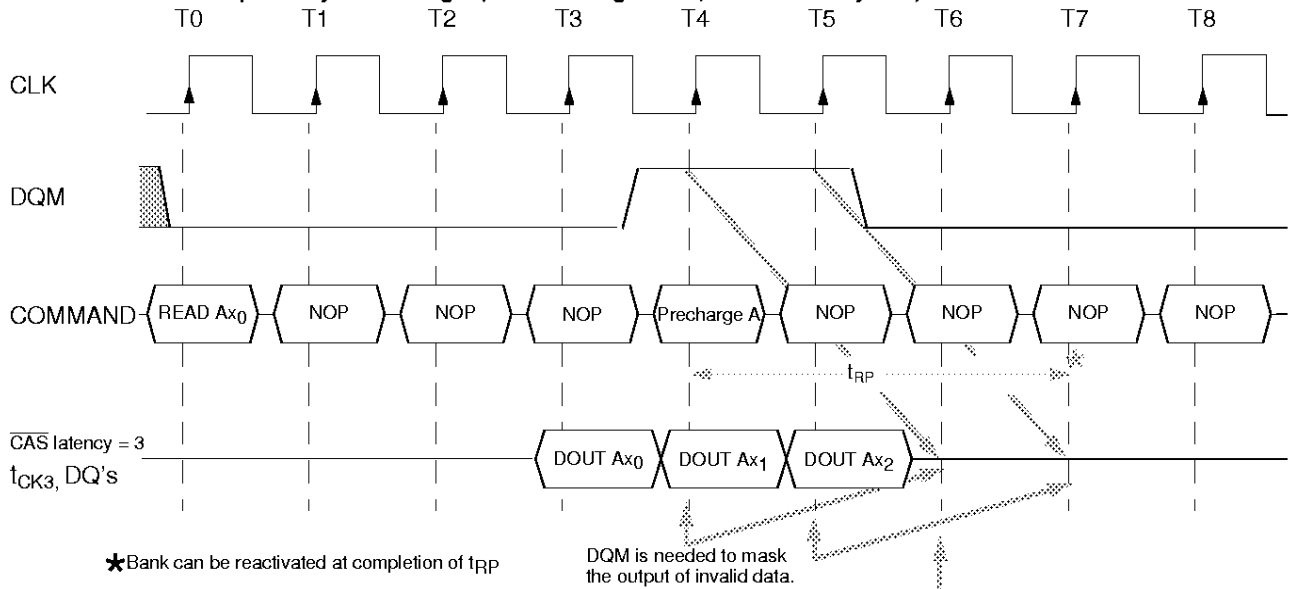 T0 T1 T2 T3 T4 T5 T6 T7 T8
CLK
DQM
COMMAND READ Ax0 NOP NOP NOP Precharge A NOP NOP NOP NOP
tRP
CAS latency = 3
tCK3, DQ's DOUT Ax0 DOUT Ax1 DOUT Ax2
★Bank can be reactivated at completion of tRP
DQM is needed to mask
the output of invalid data.